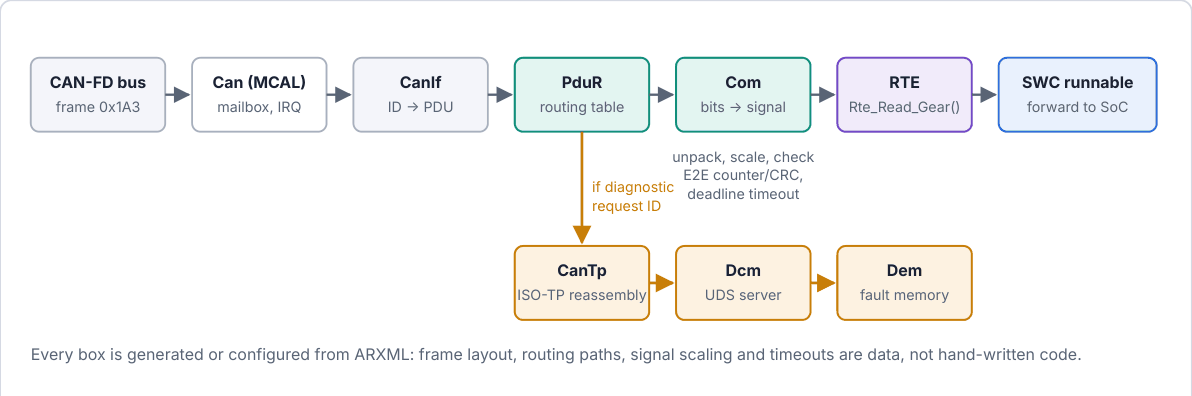 CAN-FD bus
frame 0x1A3
Can (MCAL)
mailbox, IRQ
CanIf
ID → PDU
PduR
routing table
Com
bits → signal
RTE
Rte_Read_Gear()
SWC runnable
forward to SoC
unpack, scale, check
E2E counter/CRC,
deadline timeout
if diagnostic
request ID
CanTp
ISO-TP reassembly
Dcm
UDS server
Dem
fault memory
Every box is generated or configured from ARXML: frame layout, routing paths, signal scaling and timeouts are data, not hand-written code.